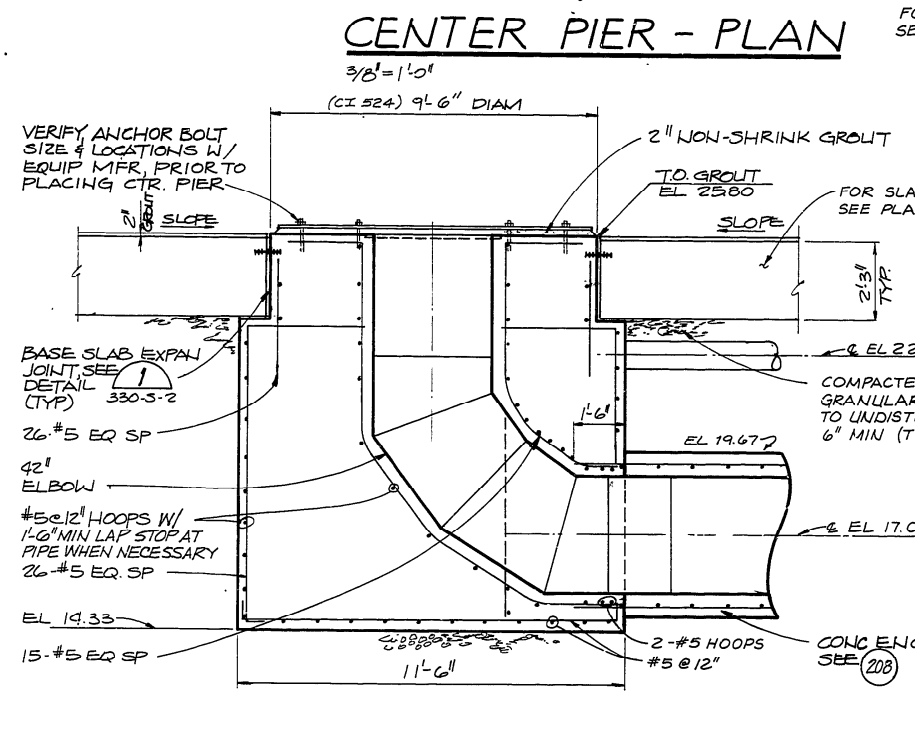 FO
SE
CENTER PIER - PLAN
3/8"=1'-0"
(CI 524) 9'-6" DIAM
VERIFY ANCHOR BOLT
SIZE & LOCATIONS W/
EQUIP MFR, PRIOR TO
PLACING CTR. PIER
2" NON-SHRINK GROUT
T.O. GROUT
EL 25.80
FOR SLA
SEE PLA
2"
GROUT
SLOPE
SLOPE
2'-3"
TYP.
BASE SLAB EXPAN
JOINT, SEE
DETAIL
(TYP)
1
330-S-2
℄ EL 22
COMPACTE
GRANULAR
TO UNDIST
6" MIN (T
26-#5 EQ SP
1'-6"
EL 19.67
42"
ELBOW
#5@12" HOOPS W/
1'-6" MIN LAP STOP AT
PIPE WHEN NECESSARY
26-#5 EQ. SP
℄ EL 17.0
EL 14.33
15-#5 EQ SP
2-#5 HOOPS
#5 @ 12"
CONC ENC
SEE 208
11'-6"